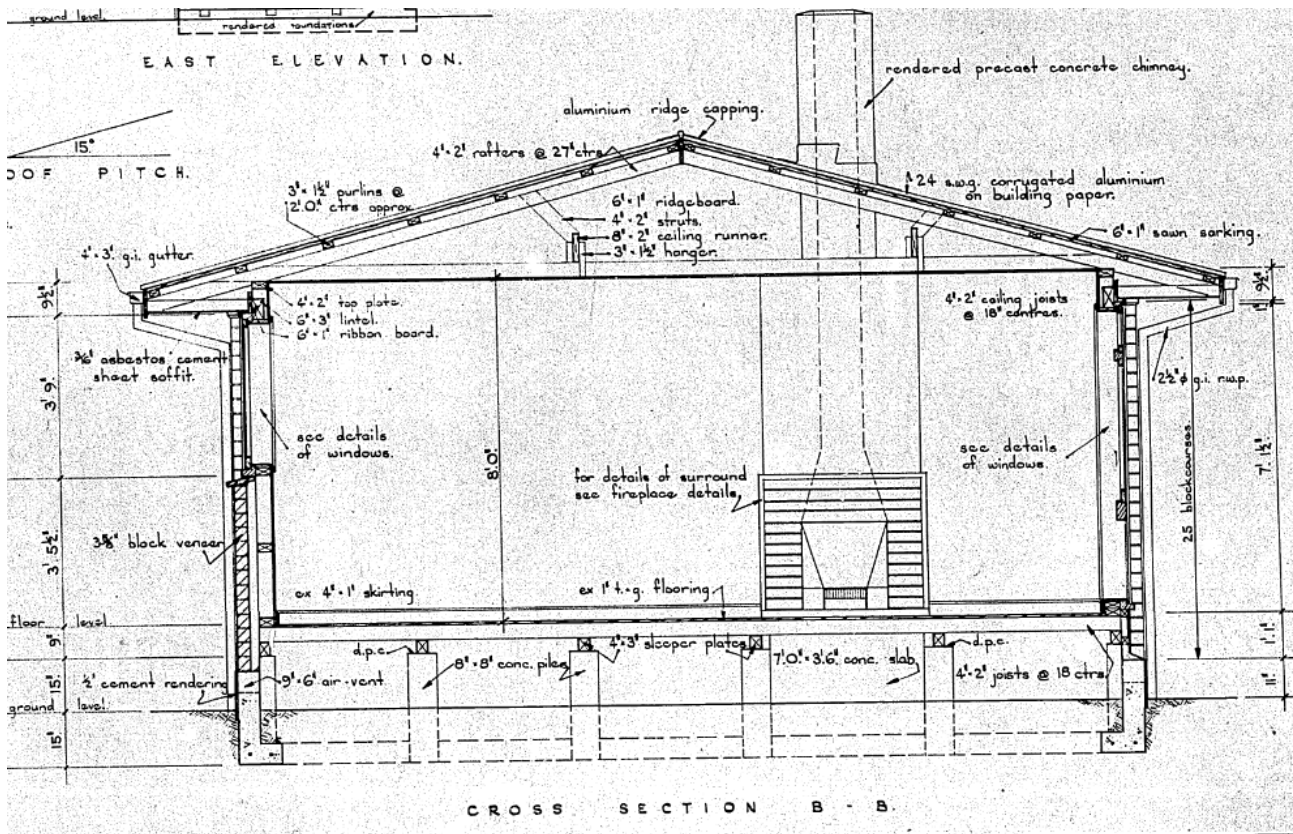 ground level.
rendered foundations
EAST ELEVATION.
15°
OOF PITCH.
rendered precast concrete chimney.
aluminium ridge capping.
4" × 2" rafters @ 27" ctrs
3" × 1½" purlins @
2'.0." ctrs approx.
6" × 1" ridgeboard.
4" × 2" struts.
8" × 2" ceiling runner.
3" × 1½" hanger.
24 s.w.g. corrugated aluminium
on building paper.
6" × 1" sawn sarking.
4" × 3" g.i. gutter.
4" × 2" top plate.
6" × 3" lintel.
6" × 1" ribbon board.
4" × 2" ceiling joists
@ 18" centres.
9½"
9½"
1"
3/16" asbestos cement
sheet soffit.
2½" ⌀ g.i. r.w.p.
3' 9"
see details
of windows.
8'.0."
see details
of windows.
for details of surround
see fireplace details.
25 blockcourses.
7' 1½"
3⅝" block veneer
3' 5½"
ex 4" × 1" skirting.
ex 1" t.&g. flooring
floor level.
9"
d.p.c.
8" × 8" conc. piles
4" × 3" sleeper plates
7'.0." × 3'.6." conc. slab
d.p.c.
4" × 2" joists @ 18 ctrs.
1'. 1"
½" cement rendering
9" × 6" air-vent
15"
11"
ground level.
15"
CROSS SECTION B - B.